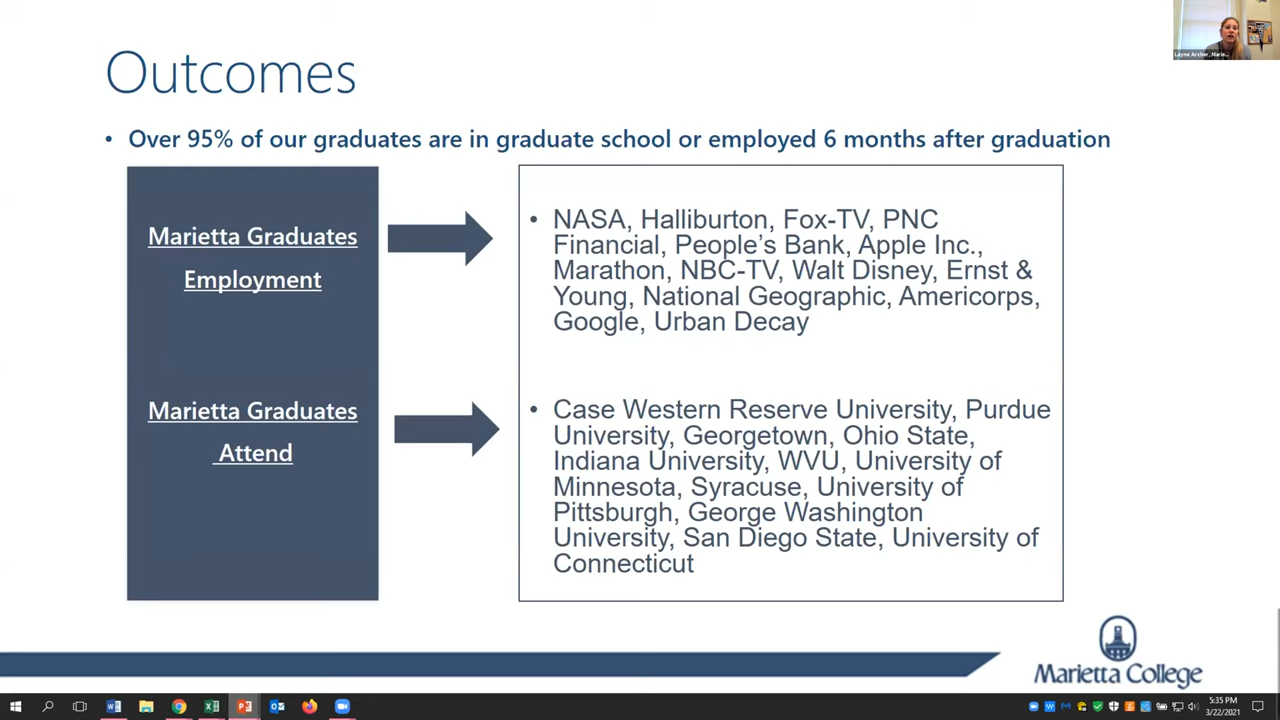 Outcomes
• Over 95% of our graduates are in graduate school or employed 6 months after graduation
Marietta Graduates
Employment
• NASA, Halliburton, Fox-TV, PNC
Financial, People’s Bank, Apple Inc.,
Marathon, NBC-TV, Walt Disney, Ernst &
Young, National Geographic, Americorps,
Google, Urban Decay
Marietta Graduates
Attend
• Case Western Reserve University, Purdue
University, Georgetown, Ohio State,
Indiana University, WVU, University of
Minnesota, Syracuse, University of
Pittsburgh, George Washington
University, San Diego State, University of
Connecticut
Marietta College
Layne Archer, Marie...
5:35 PM
3/22/2021